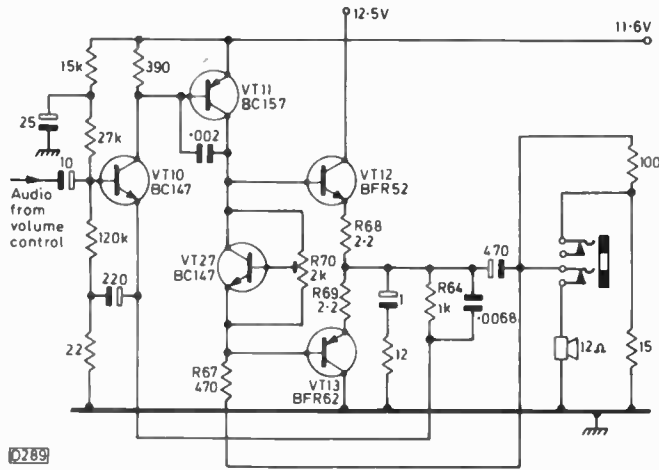 12·5V
11·6V
15k
390
VT11
BC157
25
27k
·002
10
VT10
BC147
VT12
BFR52
100
Audio
from
volume
control
R68
2·2
120k
VT27
BC147
R70
2k
470
220
R69
2·2
1
R64
1k
·0068
22
R67
470
12
12Ω
15
VT13
BFR62
D289